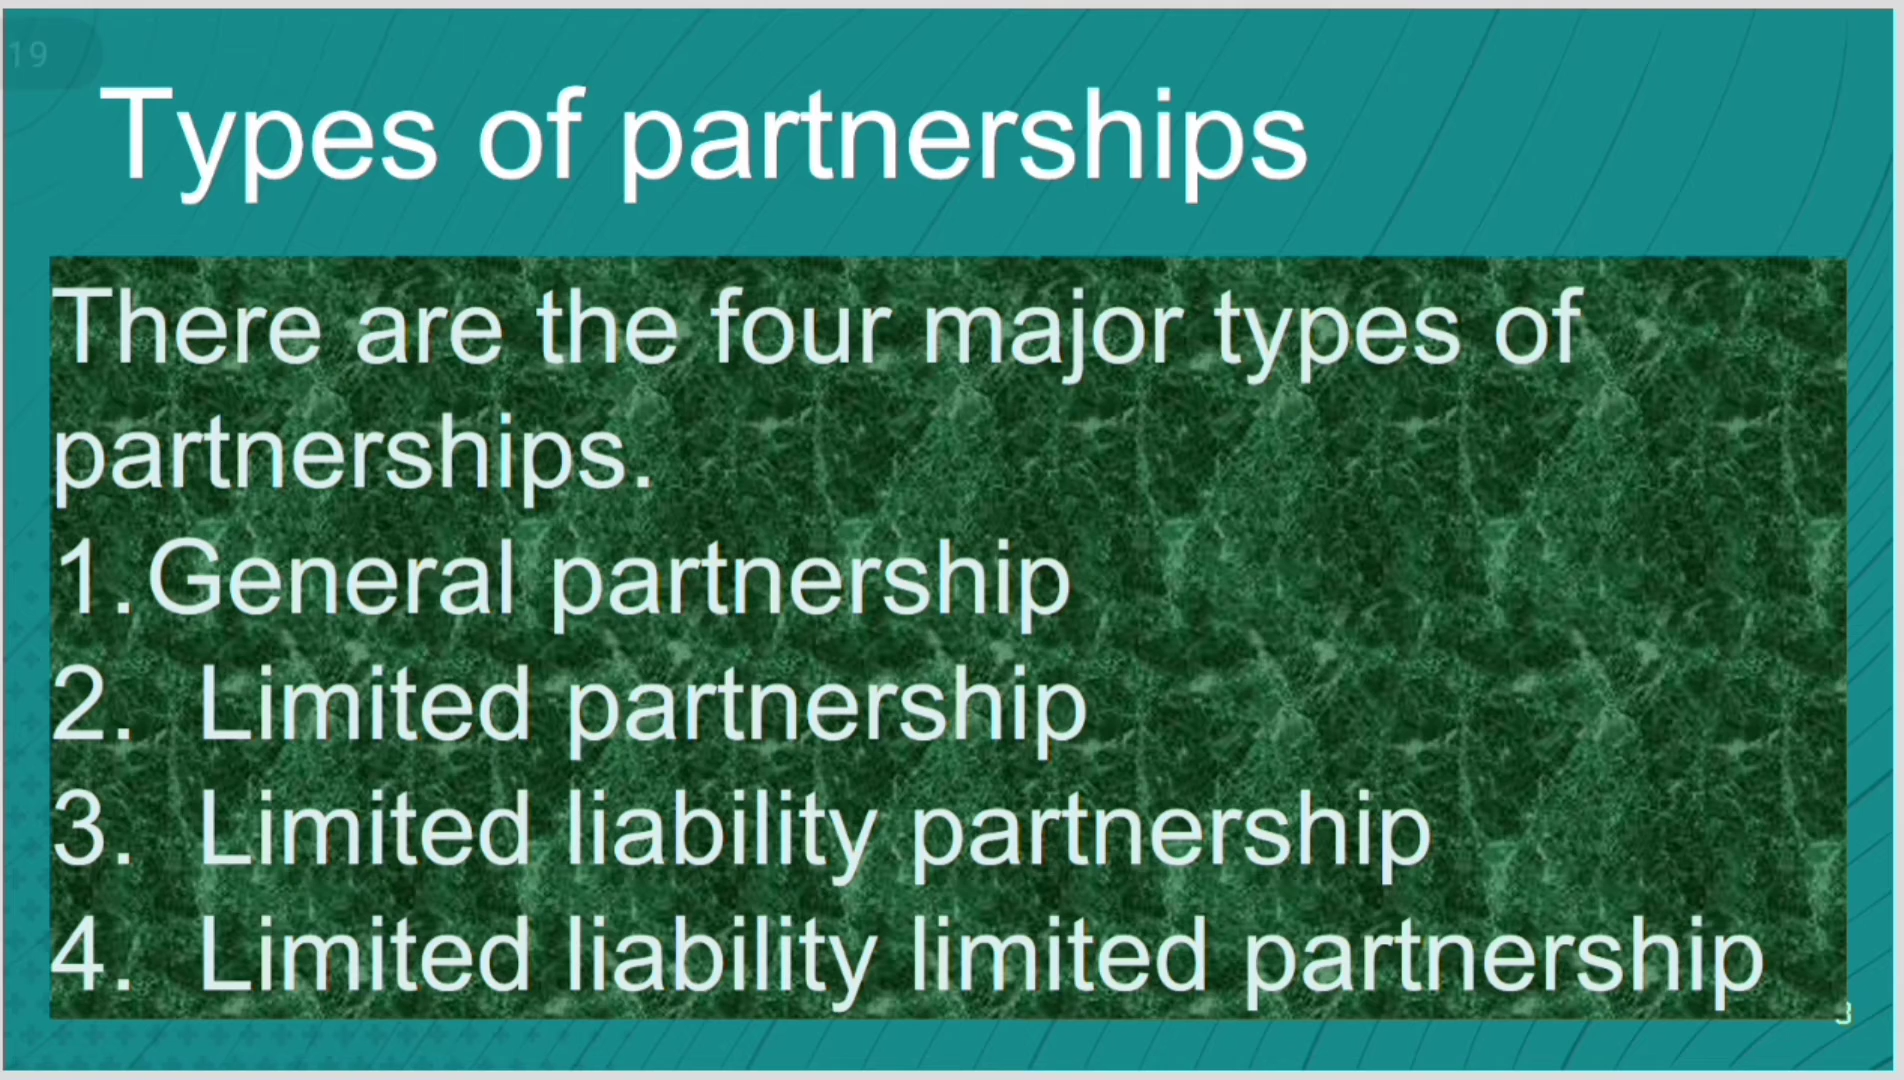 19
Types of partnerships
There are the four major types of
partnerships.
1. General partnership
2. Limited partnership
3. Limited liability partnership
4. Limited liability limited partnership
3